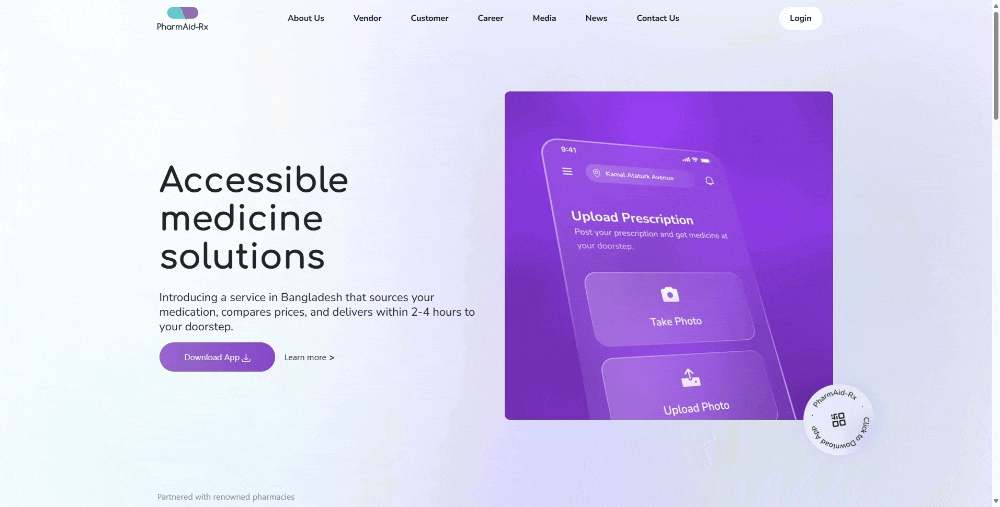 PharmAid-Rx
About Us
Vendor
Customer
Career
Media
News
Contact Us
Login
Accessible
medicine
solutions
Introducing a service in Bangladesh that sources your
medication, compares prices, and delivers within 2-4 hours to
your doorstep.
Download App
Learn more >
9:41
Kamal Ataturk Avenue
Upload Prescription
Post your prescription and get medicine at
your doorstep.
Take Photo
Upload Photo
PharmAid-Rx · Click to Download App ·
Partnered with renowned pharmacies